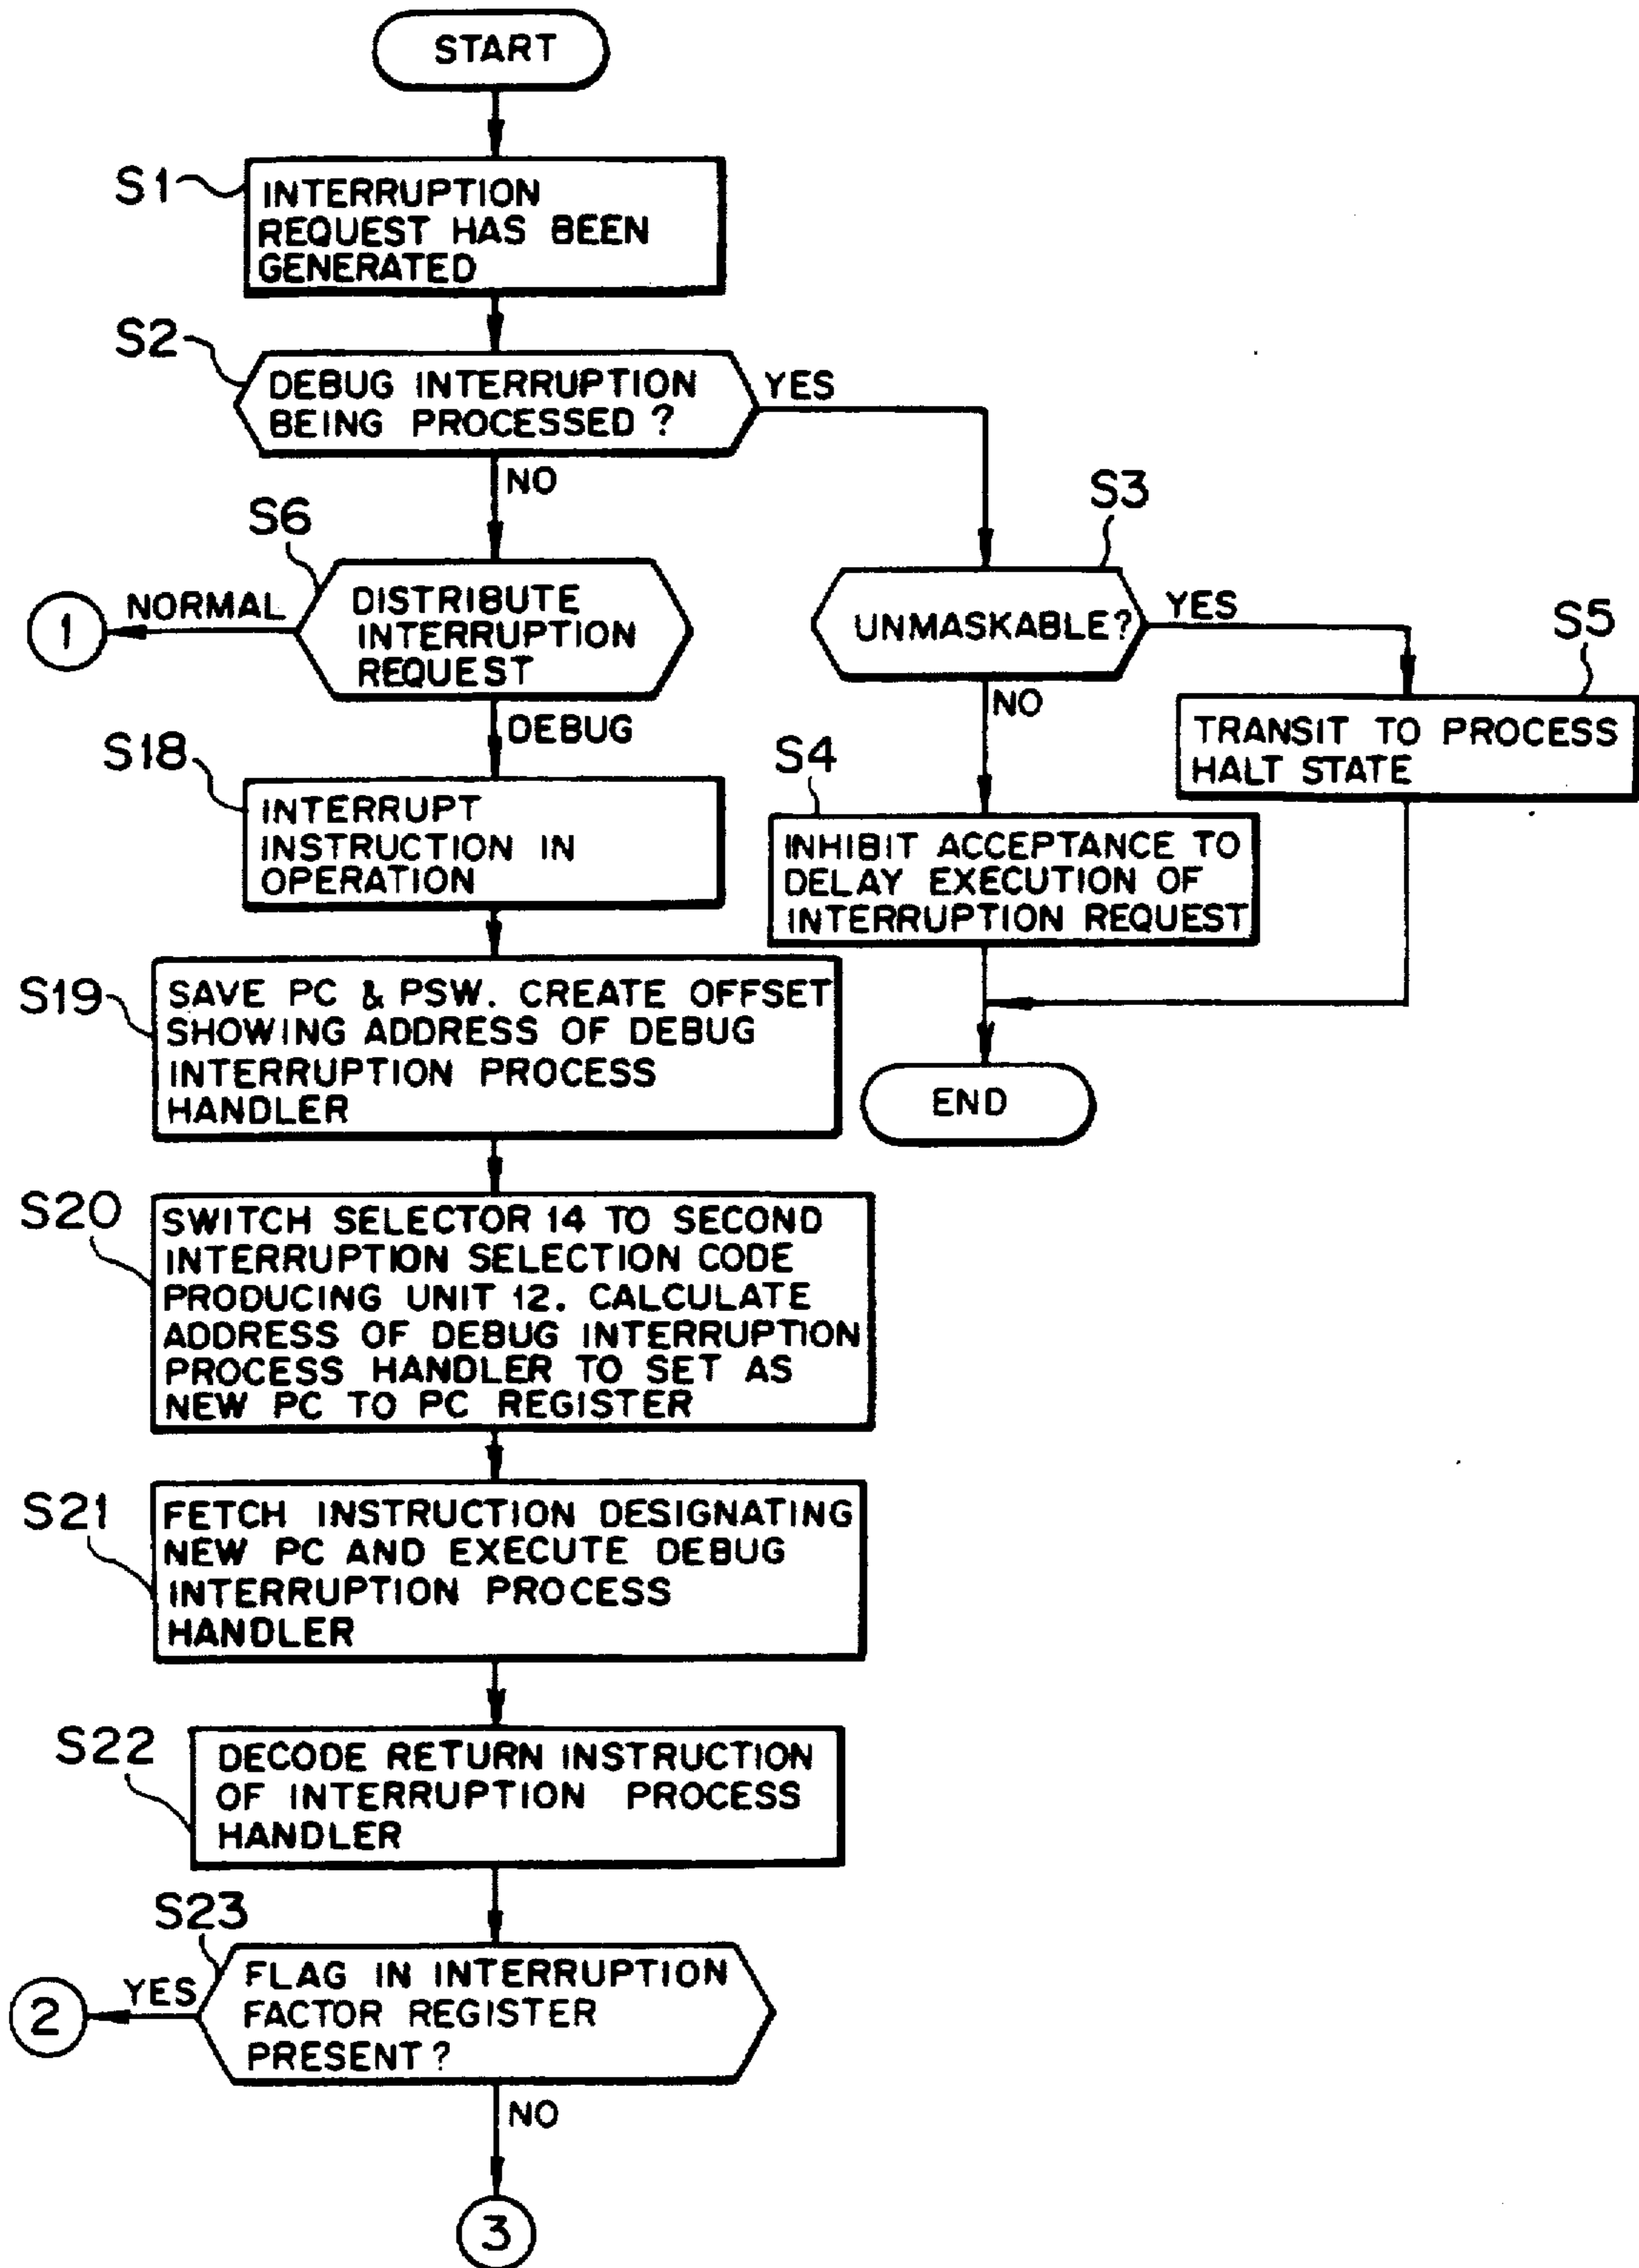 START
S1
INTERRUPTION
REQUEST HAS BEEN
GENERATED
S2
DEBUG INTERRUPTION
BEING PROCESSED ?
YES
NO
S3
UNMASKABLE?
YES
NO
S5
TRANSIT TO PROCESS
HALT STATE
S4
INHIBIT ACCEPTANCE TO
DELAY EXECUTION OF
INTERRUPTION REQUEST
END
S6
DISTRIBUTE
INTERRUPTION
REQUEST
NORMAL
1
DEBUG
S18
INTERRUPT
INSTRUCTION IN
OPERATION
S19
SAVE PC & PSW. CREATE OFFSET
SHOWING ADDRESS OF DEBUG
INTERRUPTION PROCESS
HANDLER
S20
SWITCH SELECTOR 14 TO SECOND
INTERRUPTION SELECTION CODE
PRODUCING UNIT 12. CALCULATE
ADDRESS OF DEBUG INTERRUPTION
PROCESS HANDLER TO SET AS
NEW PC TO PC REGISTER
S21
FETCH INSTRUCTION DESIGNATING
NEW PC AND EXECUTE DEBUG
INTERRUPTION PROCESS
HANDLER
S22
DECODE RETURN INSTRUCTION
OF INTERRUPTION PROCESS
HANDLER
S23
FLAG IN INTERRUPTION
FACTOR REGISTER
PRESENT ?
YES
2
NO
3